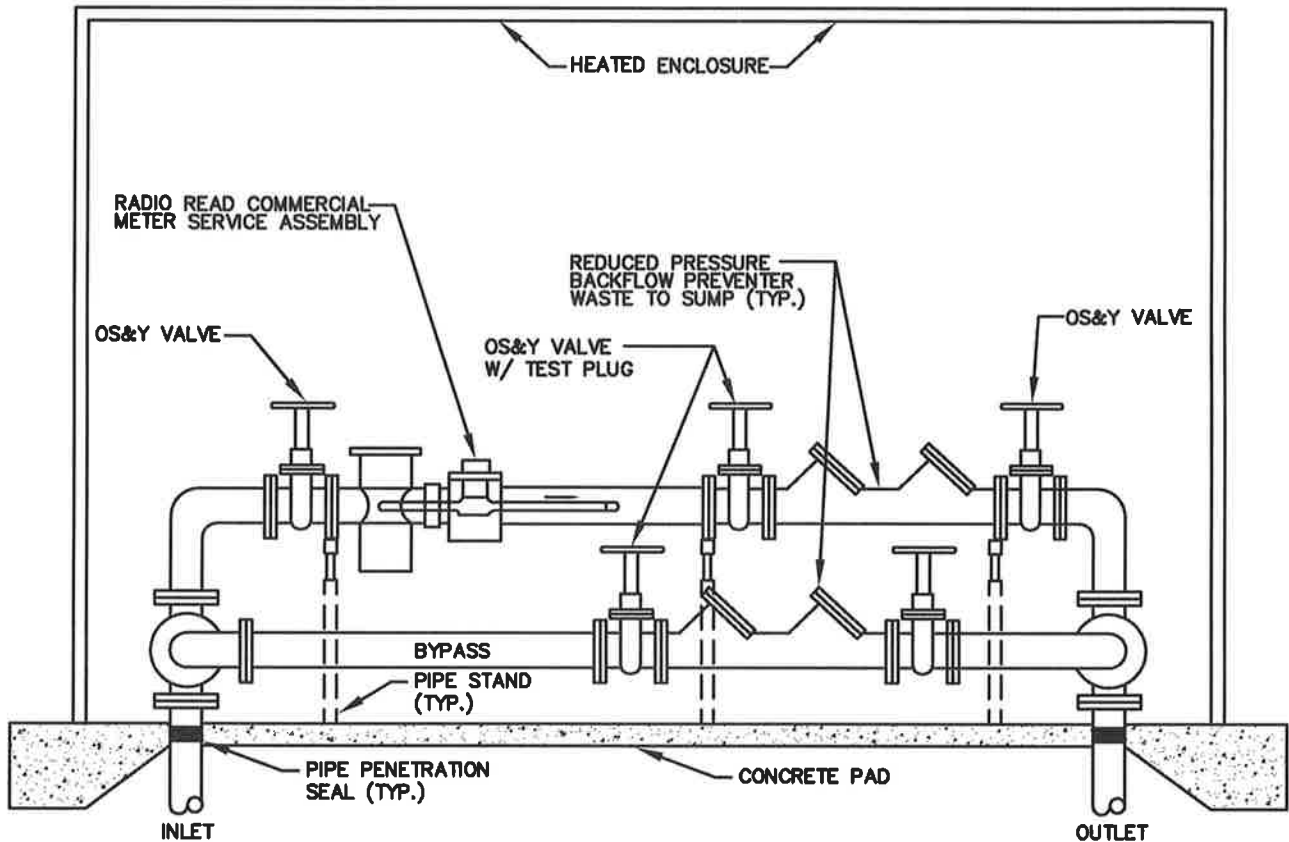 HEATED ENCLOSURE
RADIO READ COMMERCIAL
METER SERVICE ASSEMBLY
REDUCED PRESSURE
BACKFLOW PREVENTER
WASTE TO SUMP (TYP.)
OS&Y VALVE
OS&Y VALVE
W/ TEST PLUG
OS&Y VALVE
BYPASS
PIPE STAND
(TYP.)
PIPE PENETRATION
SEAL (TYP.)
CONCRETE PAD
INLET
OUTLET